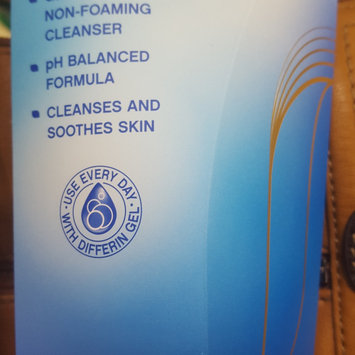 NON-FOAMING
CLEANSER
pH BALANCED
FORMULA
CLEANSES AND
SOOTHES SKIN
USE EVERY DAY
WITH DIFFERIN GEL